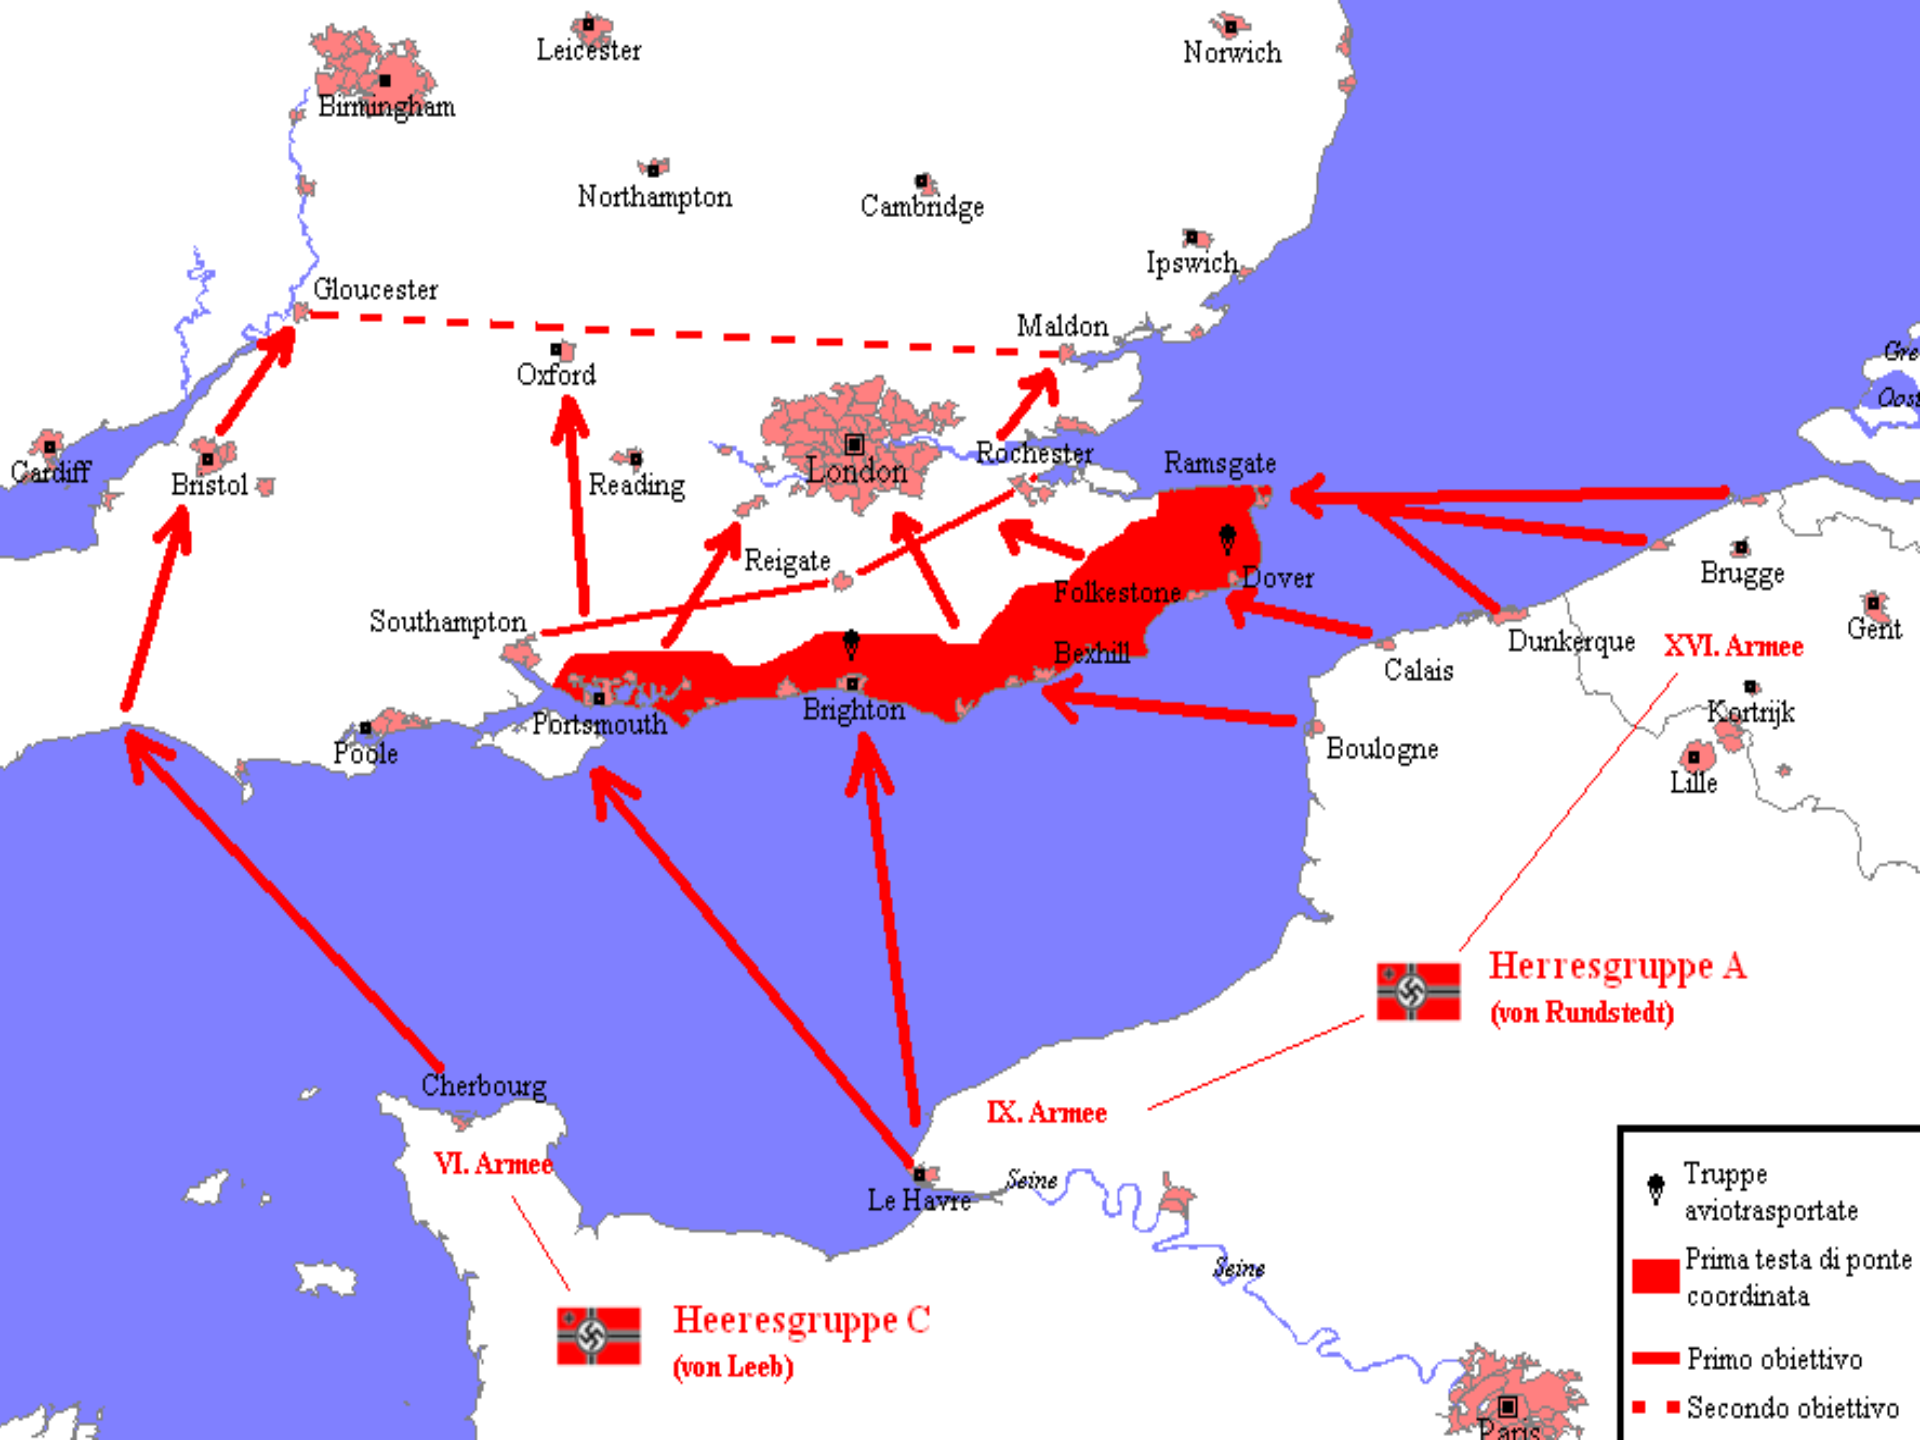 Leicester
Norwich
Birmingham
Northampton
Cambridge
Ipswich
Gloucester
Maldon
Oxford
Gre
Oost
Cardiff
Bristol
Reading
London
Rochester
Ramsgate
Reigate
Brugge
Folkestone
Dover
Southampton
Bexhill
Dunkerque
XVI. Armee
Gent
Calais
Portsmouth
Brighton
Kortrijk
Poole
Boulogne
Lille
Herresgruppe A
(von Rundstedt)
Cherbourg
IX. Armee
VI. Armee
Le Havre
Seine
Seine
Heeresgruppe C
(von Leeb)
Paris
Truppe
aviotrasportate
Prima testa di ponte
coordinata
Primo obiettivo
Secondo obiettivo